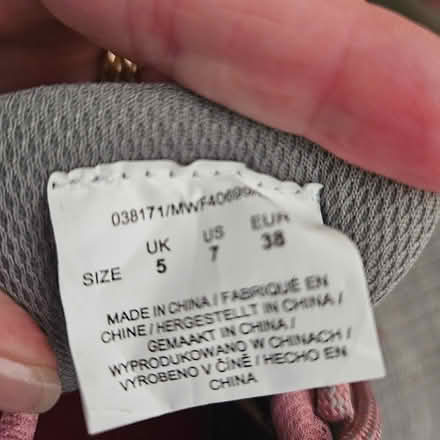 038171/MWF40699
UK US EUR
SIZE 5 7 38
MADE IN CHINA / FABRIQUÉ EN
CHINE / HERGESTELLT IN CHINA /
GEMAAKT IN CHINA /
WYPRODUKOWANO W CHINACH /
VYROBENO V ČÍNĚ / HECHO EN
CHINA